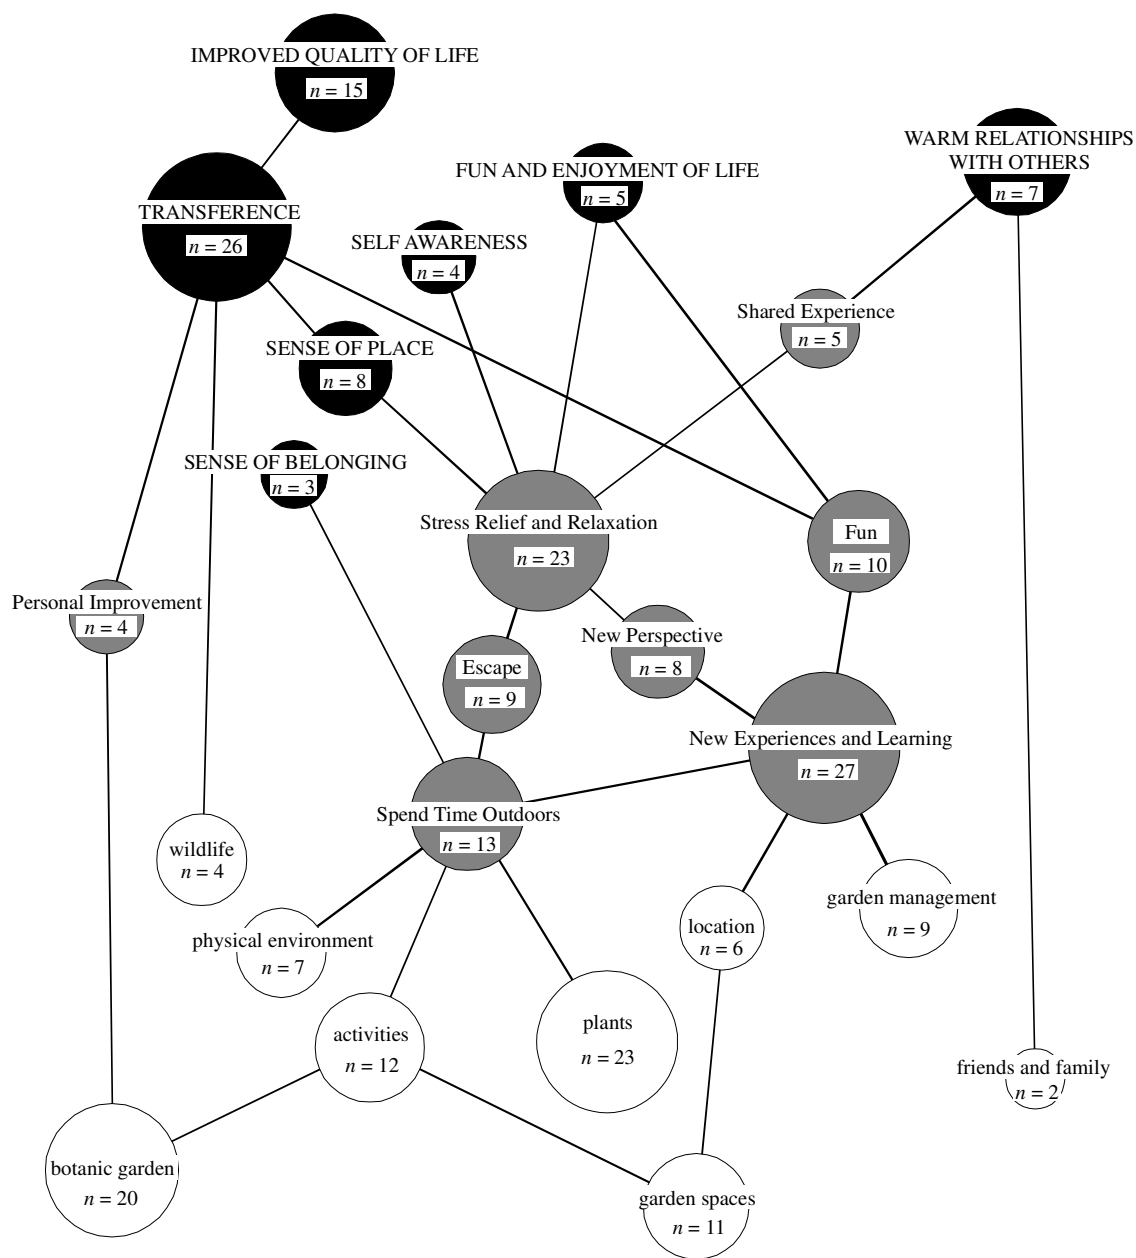 IMPROVED QUALITY OF LIFE
n = 15
WARM RELATIONSHIPS
WITH OTHERS
n = 7
FUN AND ENJOYMENT OF LIFE
n = 5
TRANSFERENCE
n = 26
SELF AWARENESS
n = 4
Shared Experience
n = 5
SENSE OF PLACE
n = 8
SENSE OF BELONGING
n = 3
Stress Relief and Relaxation
n = 23
Fun
n = 10
Personal Improvement
n = 4
New Perspective
n = 8
Escape
n = 9
New Experiences and Learning
n = 27
Spend Time Outdoors
n = 13
wildlife
n = 4
garden management
n = 9
location
n = 6
physical environment
n = 7
plants
n = 23
activities
n = 12
friends and family
n = 2
botanic garden
n = 20
garden spaces
n = 11